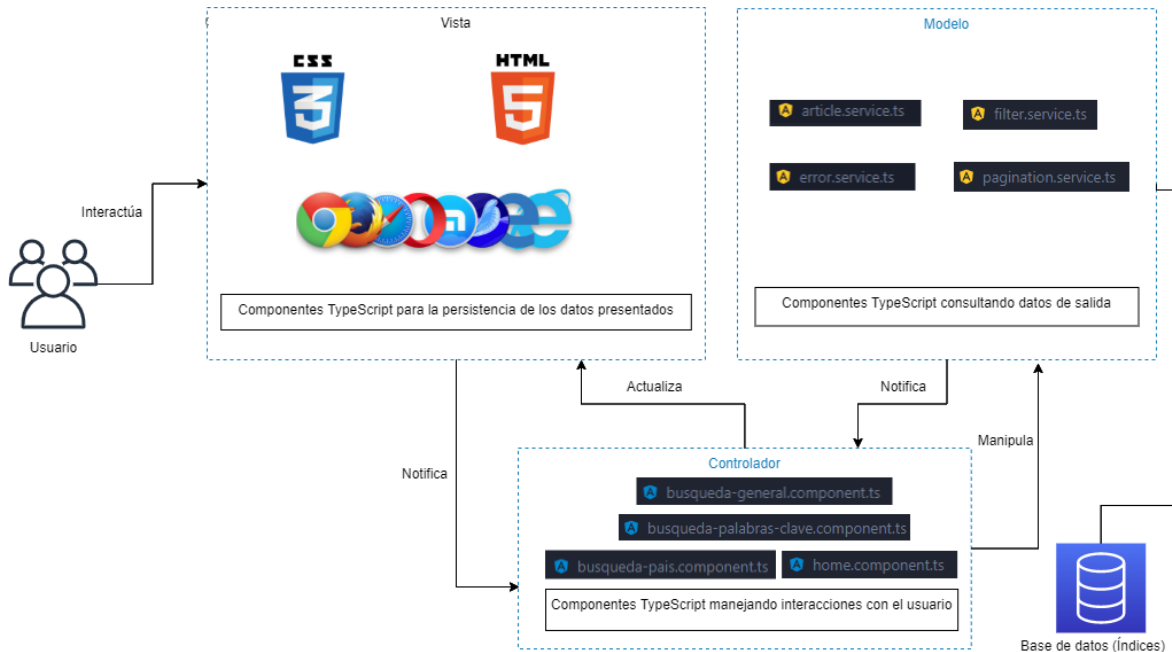 Vista
CSS
3
HTML
5
Interactúa
Usuario
Componentes TypeScript para la persistencia de los datos presentados
Modelo
article.service.ts
filter.service.ts
error.service.ts
pagination.service.ts
Componentes TypeScript consultando datos de salida
Actualiza
Notifica
Notifica
Manipula
Controlador
busqueda-general.component.ts
busqueda-palabras-clave.component.ts
busqueda-pais.component.ts
home.component.ts
Componentes TypeScript manejando interacciones con el usuario
Base de datos (Índices)